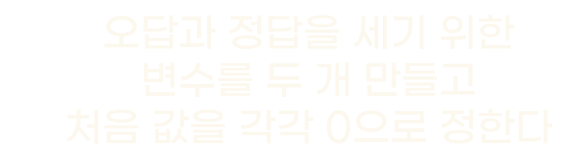 오답과 정답을 세기 위한
변수를 두 개 만들고
처음 값을 각각 0으로 정한다